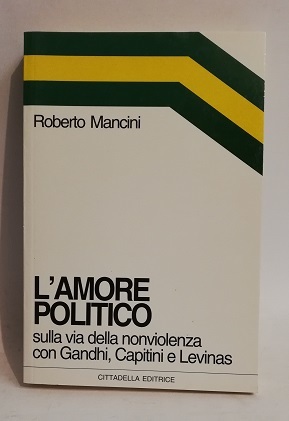 Roberto Mancini
L'AMORE
POLITICO
sulla via della nonviolenza
con Gandhi, Capitini e Levinas
CITTADELLA EDITRICE